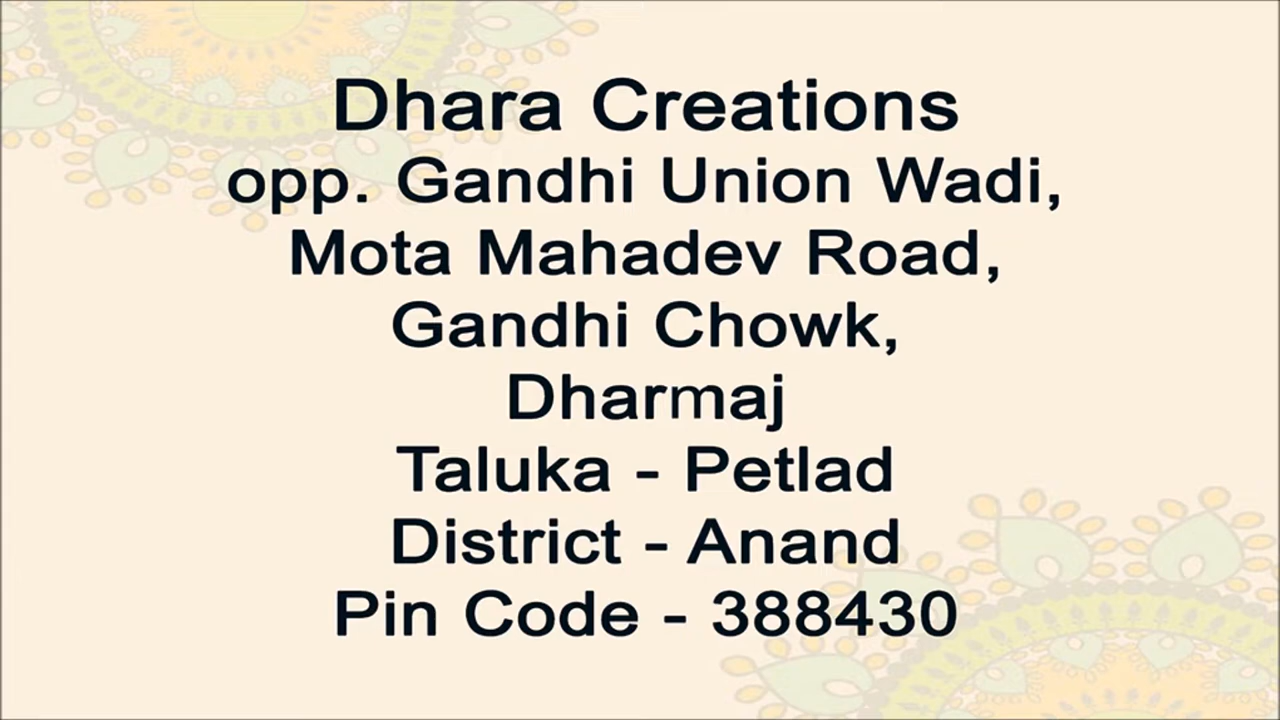 Dhara Creations
opp. Gandhi Union Wadi,
Mota Mahadev Road,
Gandhi Chowk,
Dharmaj
Taluka - Petlad
District - Anand
Pin Code - 388430